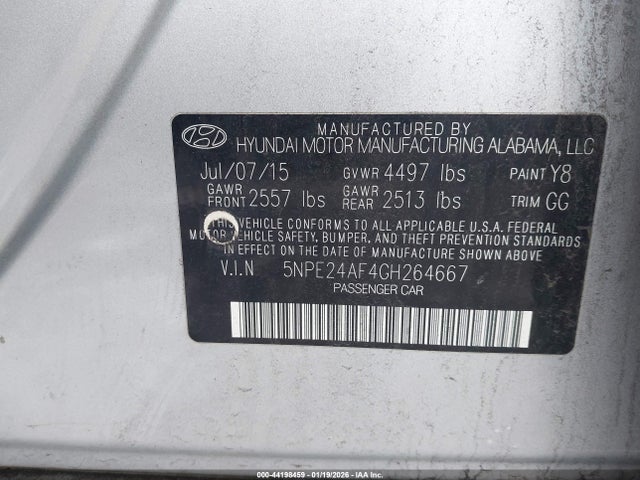 MANUFACTURED BY
HYUNDAI MOTOR MANUFACTURING ALABAMA, LLC
Jul/07/15 GVWR 4497 lbs PAINT Y8
GAWR FRONT 2557 lbs GAWR REAR 2513 lbs TRIM GG
THIS VEHICLE CONFORMS TO ALL APPLICABLE U.S.A. FEDERAL
MOTOR VEHICLE SAFETY, BUMPER, AND THEFT PREVENTION STANDARDS
IN EFFECT ON THE DATE OF MANUFACTURE SHOWN ABOVE
V.I.N 5NPE24AF4GH264667
PASSENGER CAR
000-44198459 - 01/19/2026 - IAAI.COM